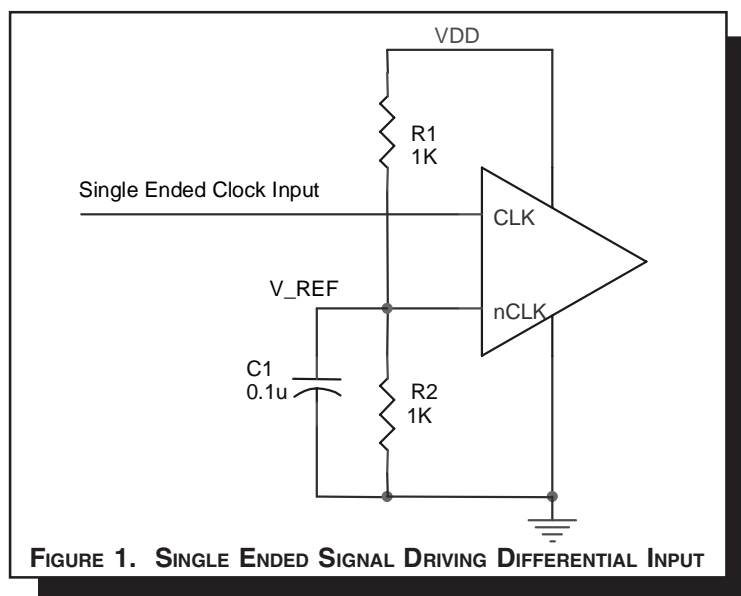 VDD
R1
1K
Single Ended Clock Input
CLK
V_REF
nCLK
C1
0.1u
R2
1K
FIGURE 1. SINGLE ENDED SIGNAL DRIVING DIFFERENTIAL INPUT